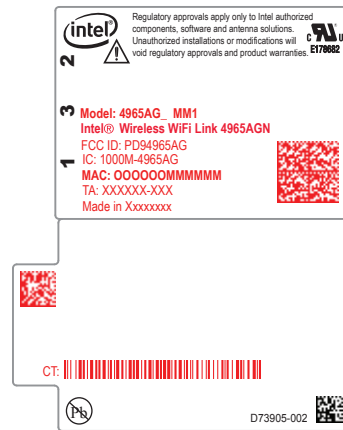 intel®
Regulatory approvals apply only to Intel authorized
components, software and antenna solutions.
Unauthorized installations or modifications will
void regulatory approvals and product warranties.
C RU US
E178682
2
3
1
Model: 4965AG_ MM1
Intel® Wireless WiFi Link 4965AGN
FCC ID: PD94965AG
IC: 1000M-4965AG
MAC: OOOOOOMMMMMM
TA: XXXXXX-XXX
Made in Xxxxxxxx
CT:
Pb
D73905-002